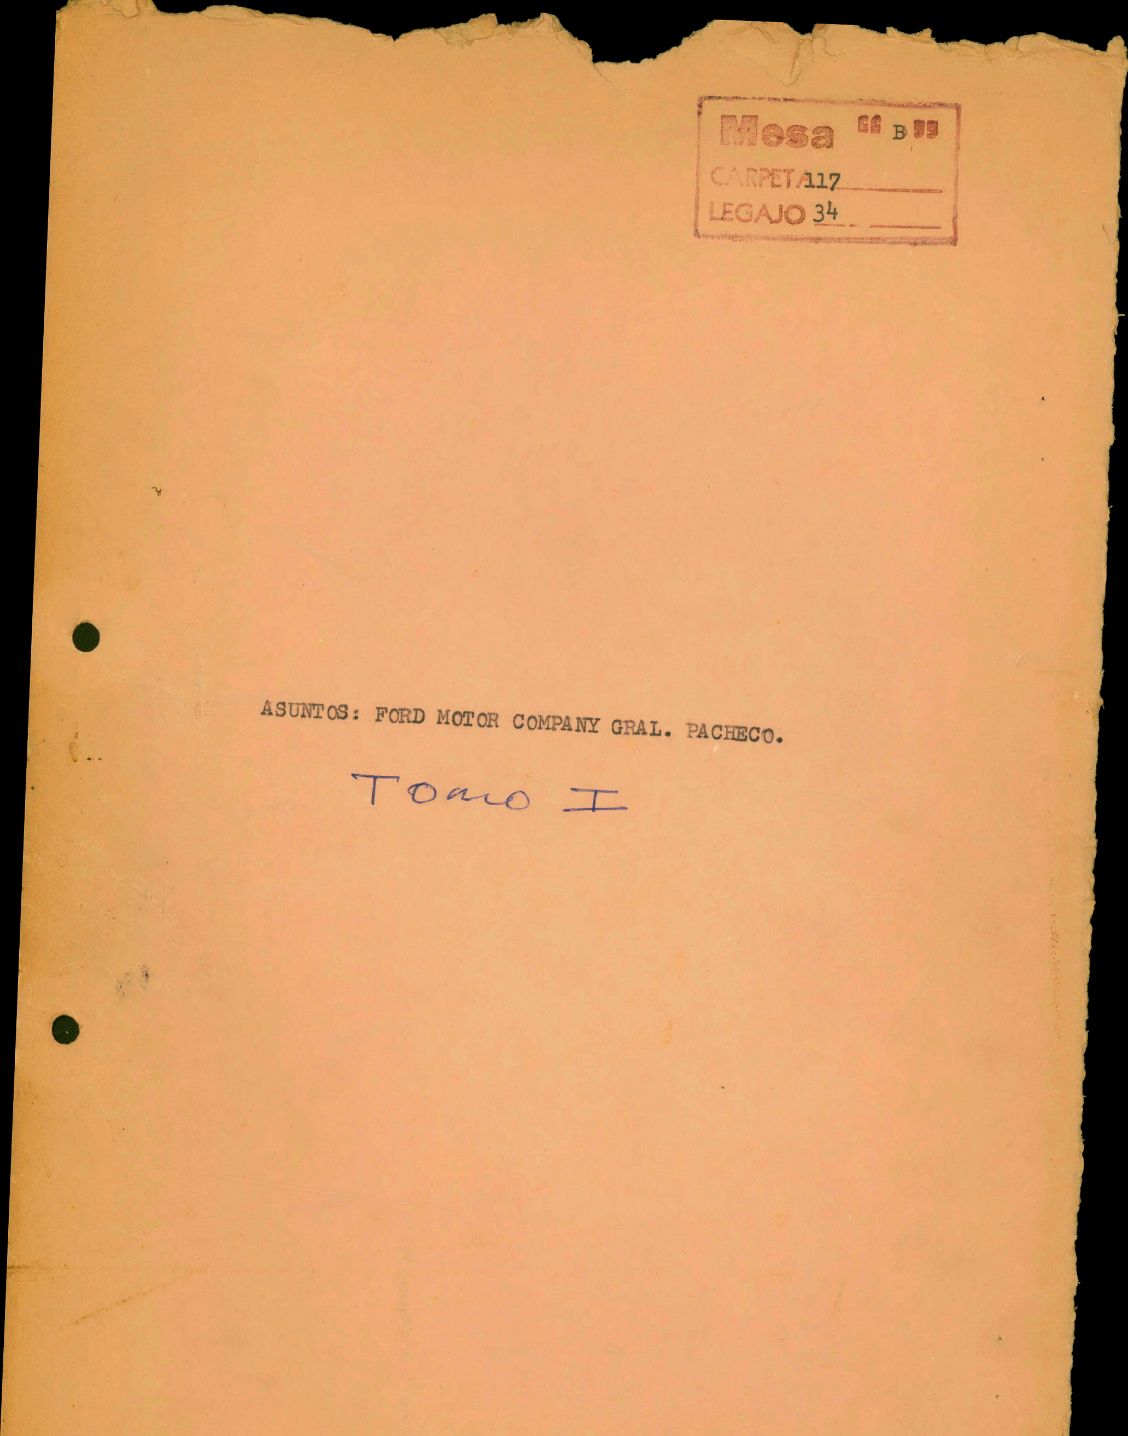 Mesa “ B ”
CARPETA 117
LEGAJO 34
ASUNTOS: FORD MOTOR COMPANY GRAL. PACHECO.
TOMO I